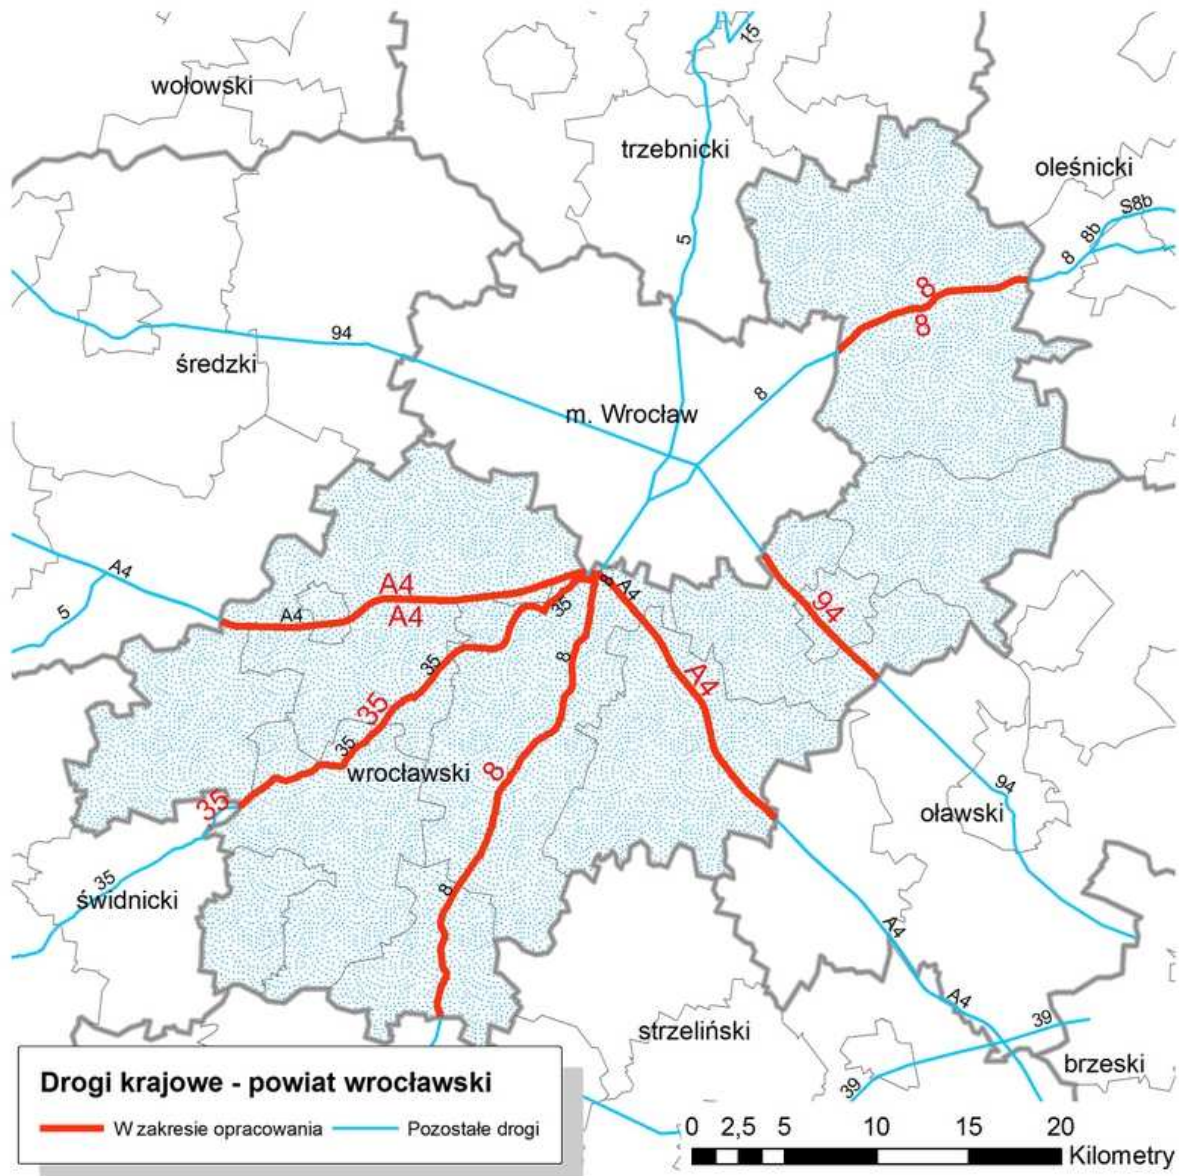 15
wołowski
trzebnicki
oleśnicki
S8b
8b
8
5
8
94
8
średzki
8
m. Wrocław
A4
A4
8
A4
5
A4
A4
35
94
35
8
A4
35
35
wrocławski
8
94
35
oławski
35
8
świdnicki
A4
A4
39
strzeliński
brzeski
39
Drogi krajowe - powiat wrocławski
W zakresie opracowania
Pozostałe drogi
0 2,5 5 10 15 20
Kilometry